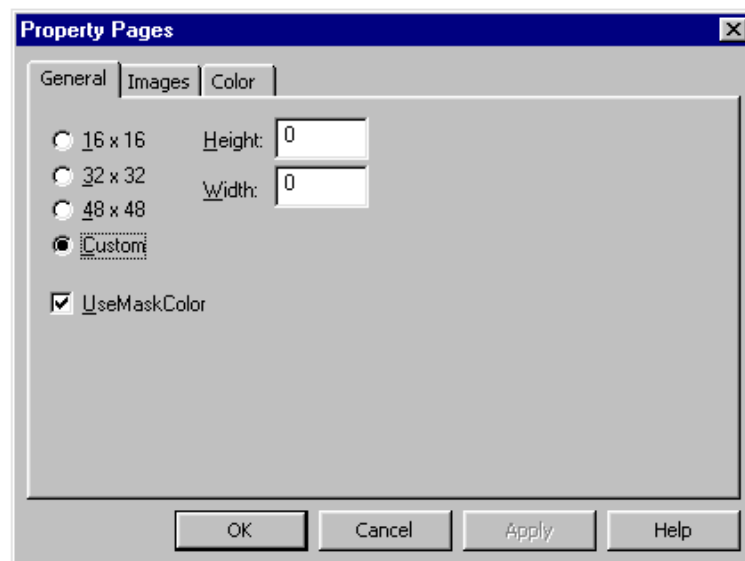 Property Pages
General Images Color
16 x 16 Height: 0
32 x 32 Width: 0
48 x 48
Custom
UseMaskColor
OK Cancel Apply Help